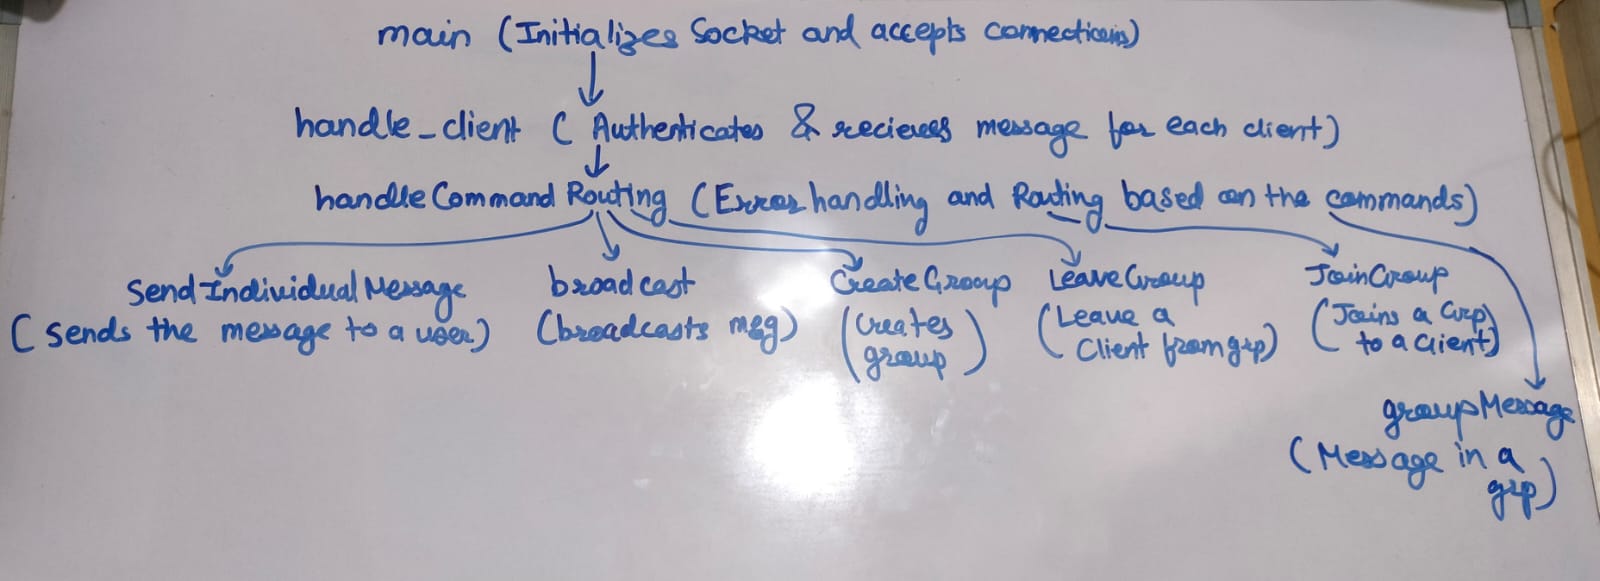 main (Initializes Socket and accepts connections)
handle_client ( Authenticates & recieves message for each client)
handleCommand Routing (Error handling and Routing based on the commands)
sendIndividualMessage broadcast CreateGroup LeaveGroup JoinGroup
( sends the message to a user) (broadcasts msg) (creates group) (Leave a Client from grp) (Joins a Grp to a client)
groupMessage
(Message in a
grp)